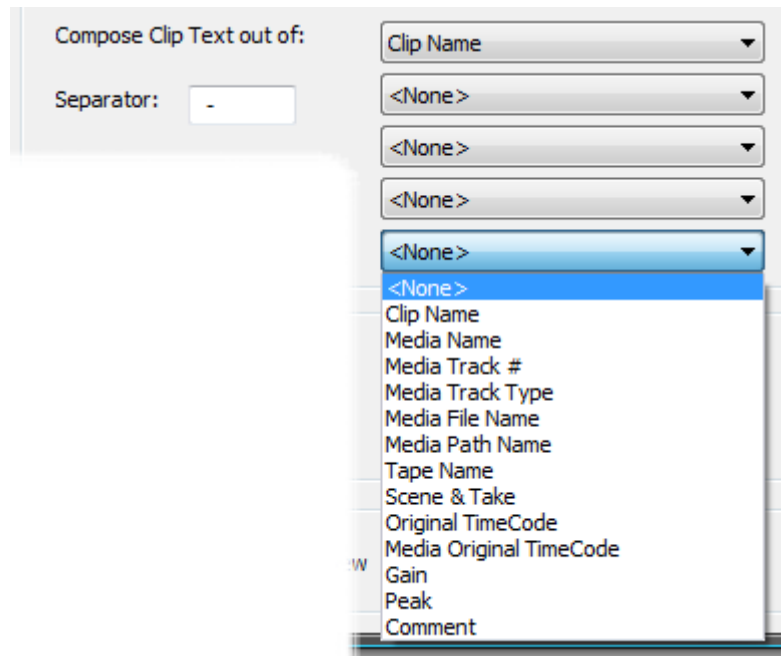 Compose Clip Text out of: Clip Name
Separator: - <None>
<None>
<None>
<None>
<None>
Clip Name
Media Name
Media Track #
Media Track Type
Media File Name
Media Path Name
Tape Name
Scene & Take
Original TimeCode
Media Original TimeCode
Gain
Peak
Comment